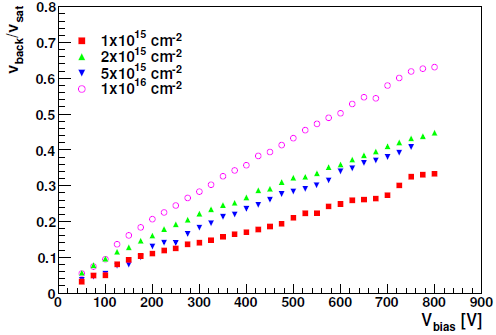 v_back/v_sat
0.8
0.7
0.6
0.5
0.4
0.3
0.2
0.1
0
1x10^15 cm^-2
2x10^15 cm^-2
5x10^15 cm^-2
1x10^16 cm^-2
0 100 200 300 400 500 600 700 800 900
V_bias [V]